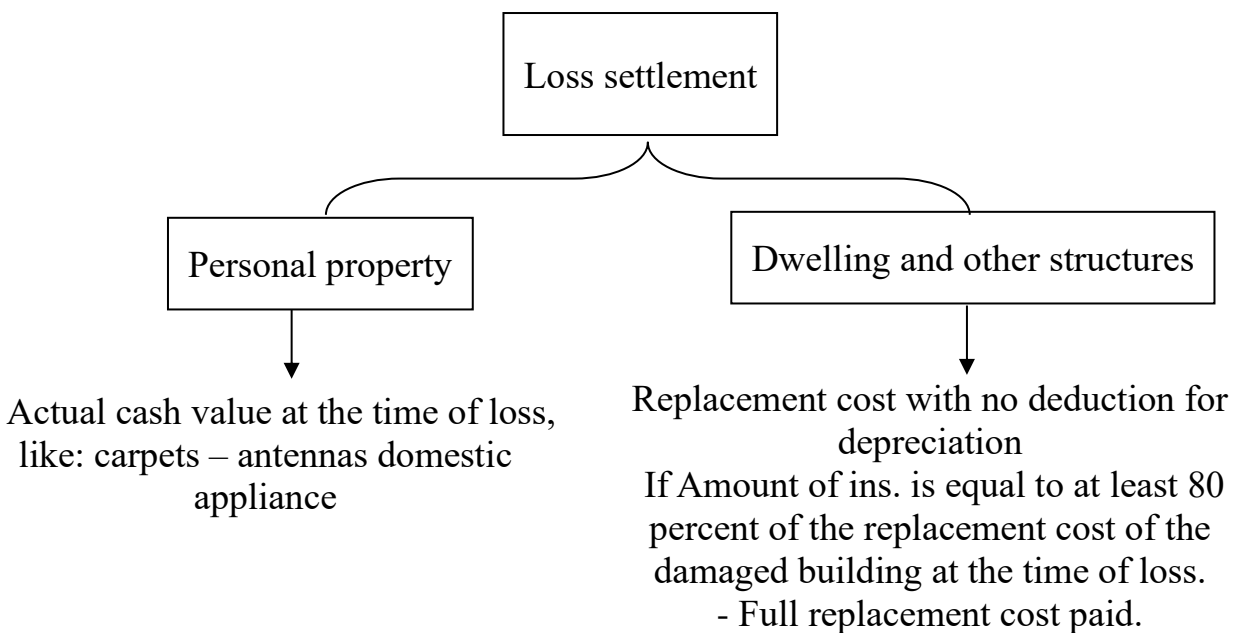 Loss settlement
Personal property
Dwelling and other structures
Actual cash value at the time of loss,
like: carpets – antennas domestic
appliance
Replacement cost with no deduction for
depreciation
If Amount of ins. is equal to at least 80
percent of the replacement cost of the
damaged building at the time of loss.
- Full replacement cost paid.